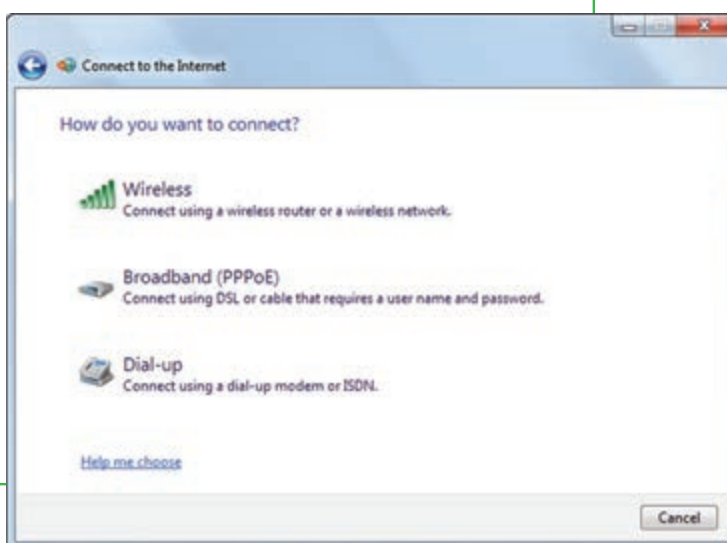 Connect to the Internet
How do you want to connect?
Wireless
Connect using a wireless router or a wireless network.
Broadband (PPPoE)
Connect using DSL or cable that requires a user name and password.
Dial-up
Connect using a dial-up modem or ISDN.
Help me choose
Cancel